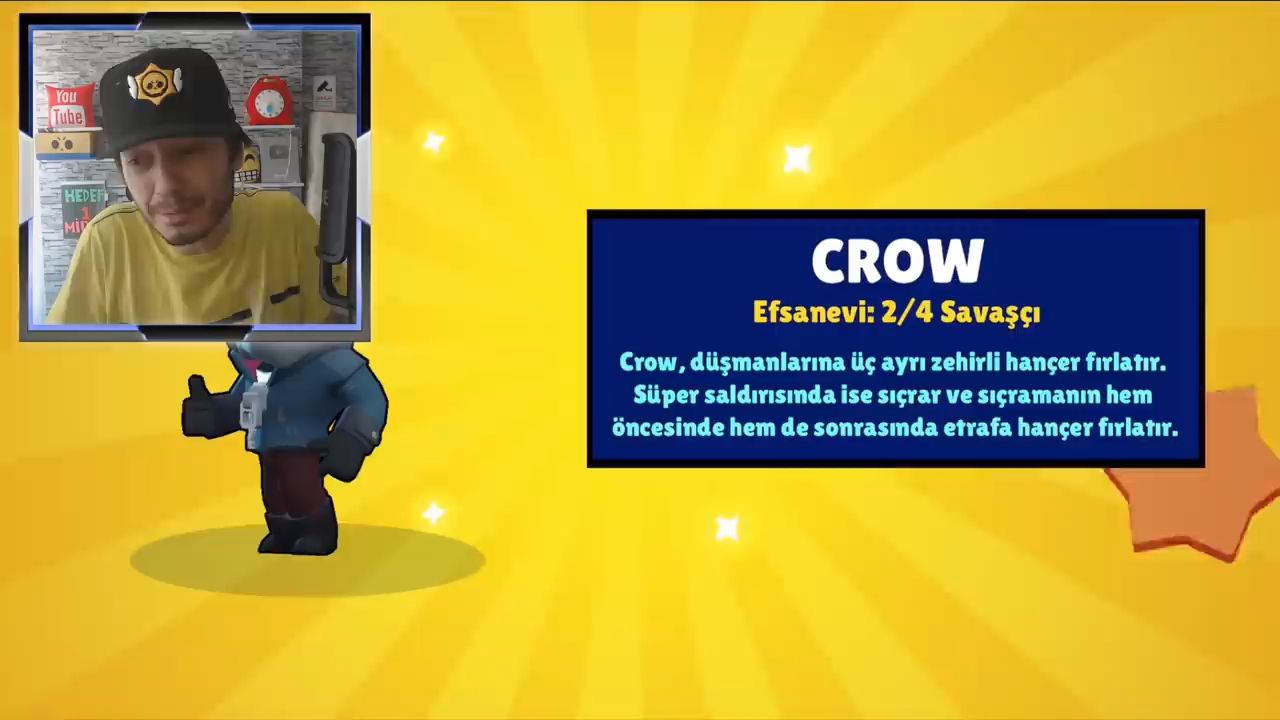 You
Tube
HEDEF
1
CROW
Efsanevi: 2/4 Savaşçı
Crow, düşmanlarına üç ayrı zehirli hançer fırlatır.
Süper saldırısında ise sıçrar ve sıçramanın hem
öncesinde hem de sonrasında etrafa hançer fırlatır.